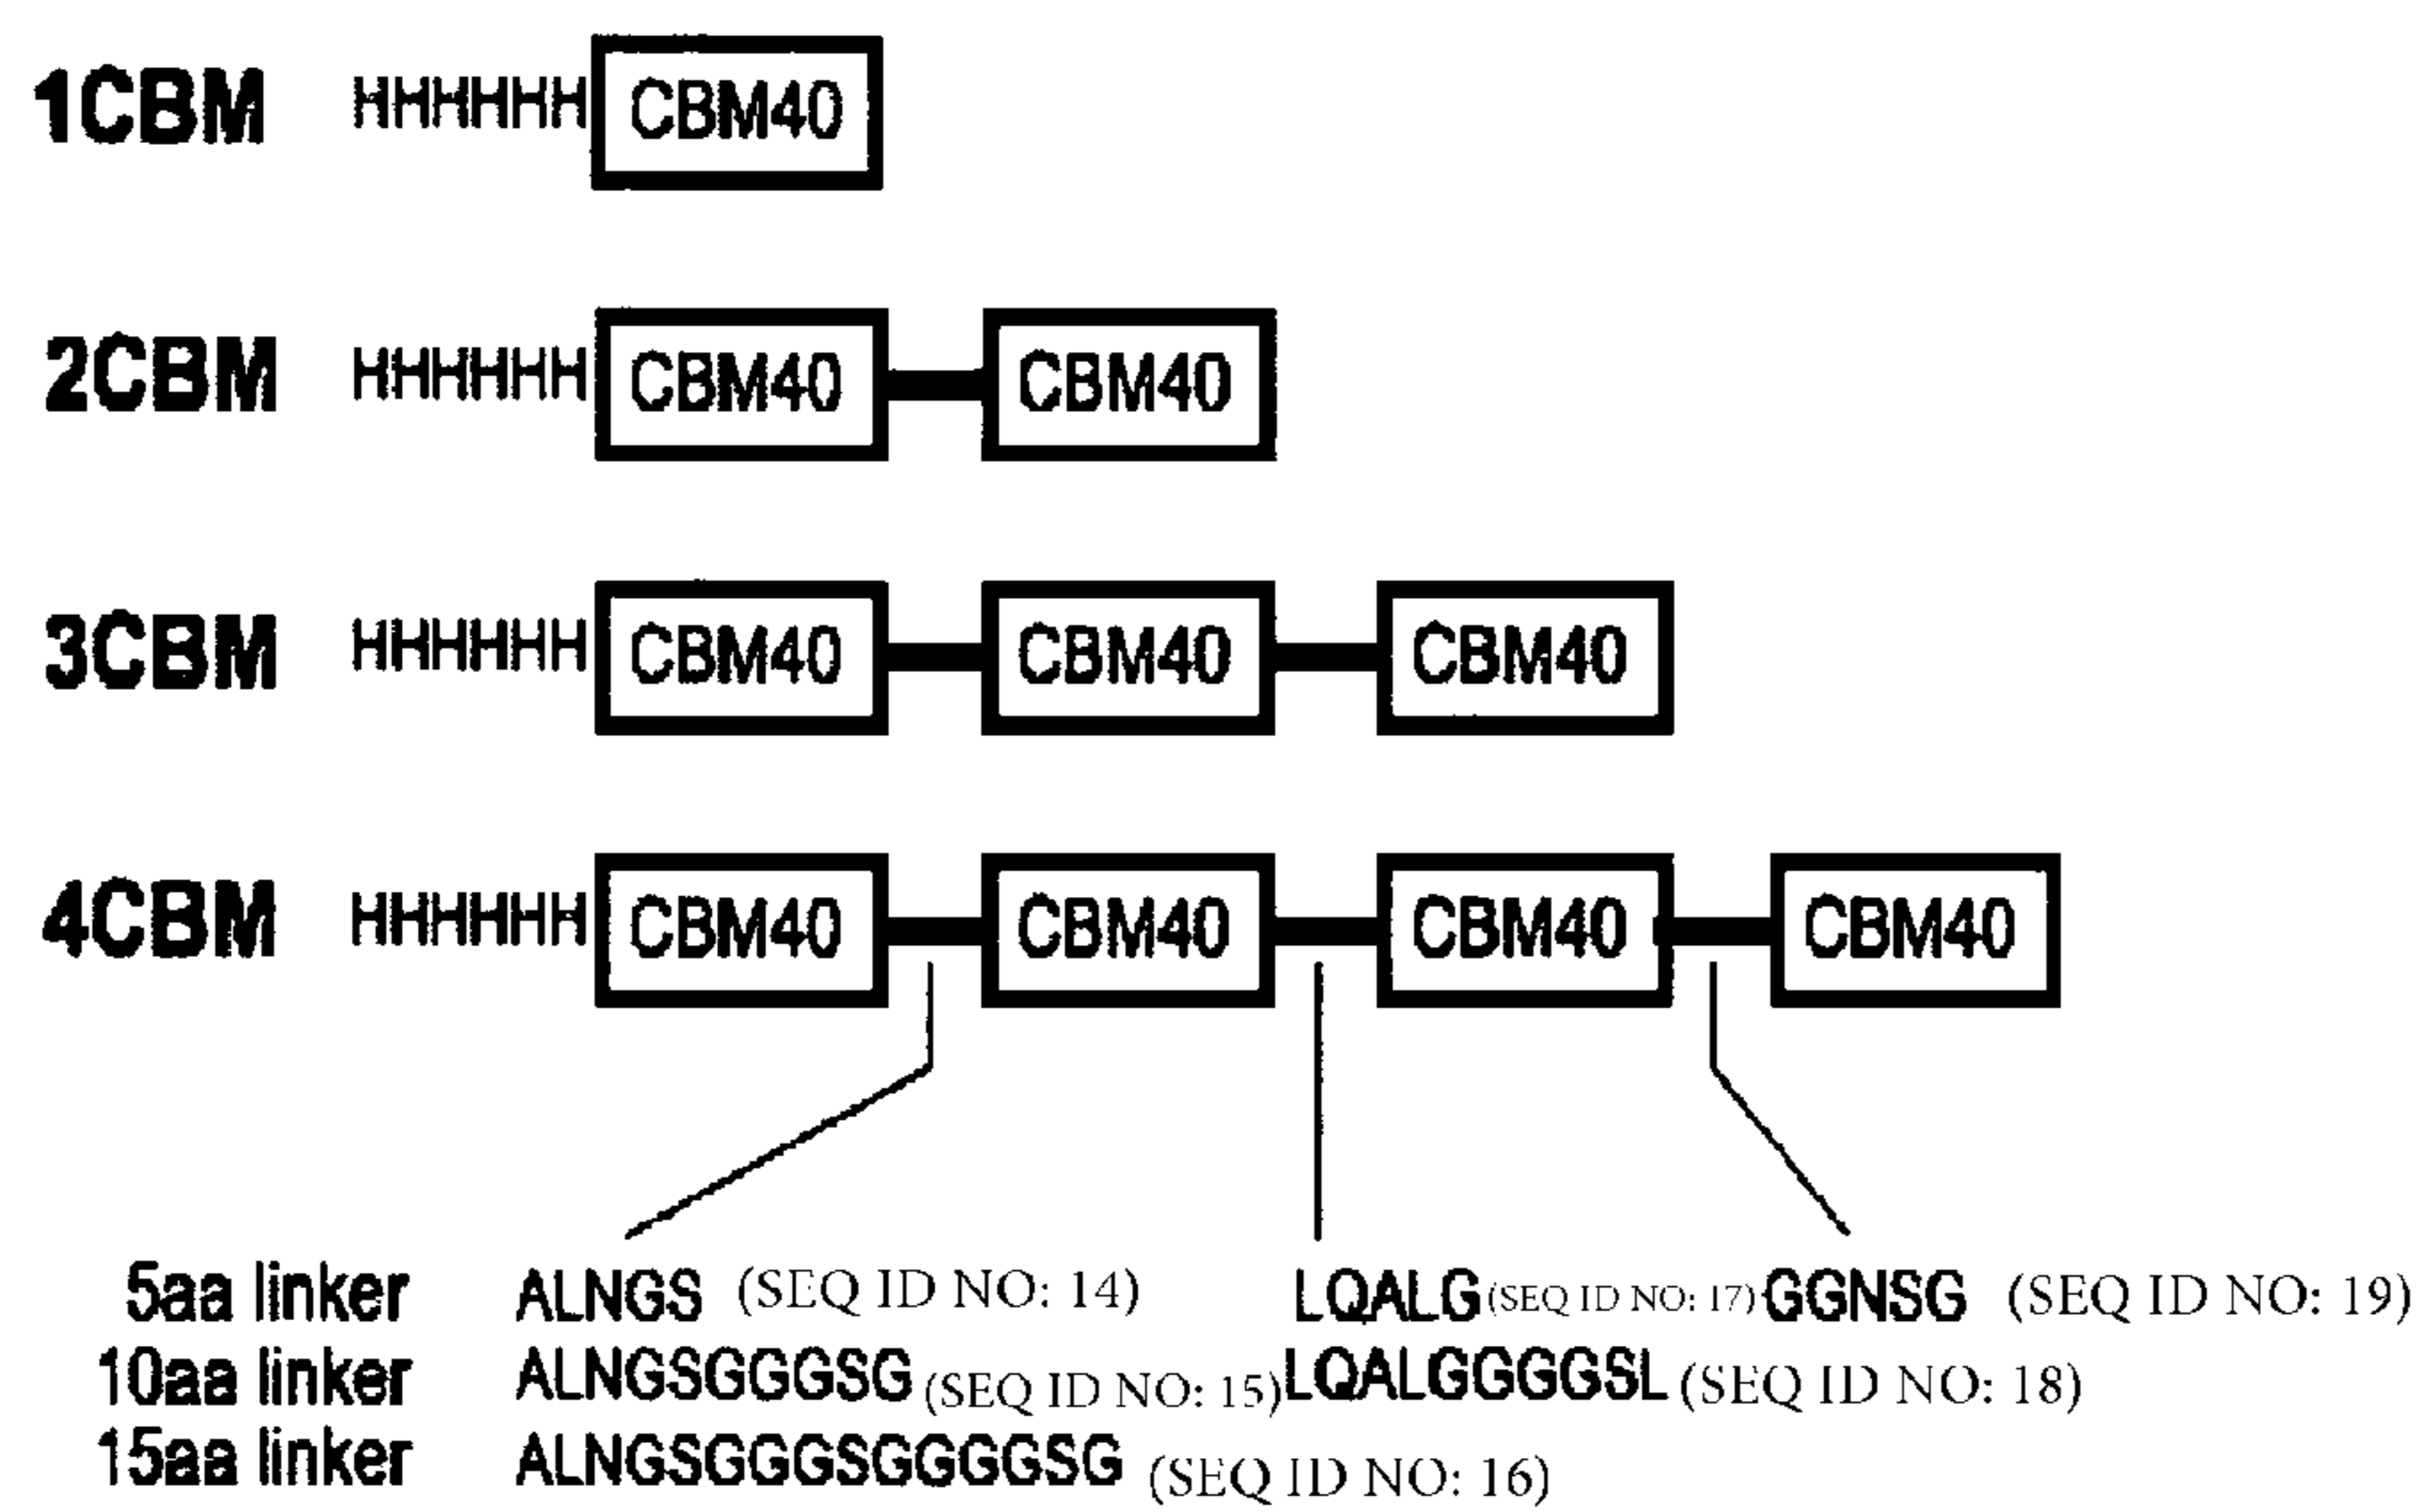 1CBM HHHHHH CBM40
2CBM HHHHHH CBM40 CBM40
3CBM HHHHHH CBM40 CBM40 CBM40
4CBM HHHHHH CBM40 CBM40 CBM40 CBM40
5aa linker ALNGS (SEQ ID NO: 14) LQALG (SEQ ID NO: 17) GGNSG (SEQ ID NO: 19)
10aa linker ALNGSGGGSG (SEQ ID NO: 15) LQALGGGGSL (SEQ ID NO: 18)
15aa linker ALNGSGGGSGGGGSG (SEQ ID NO: 16)